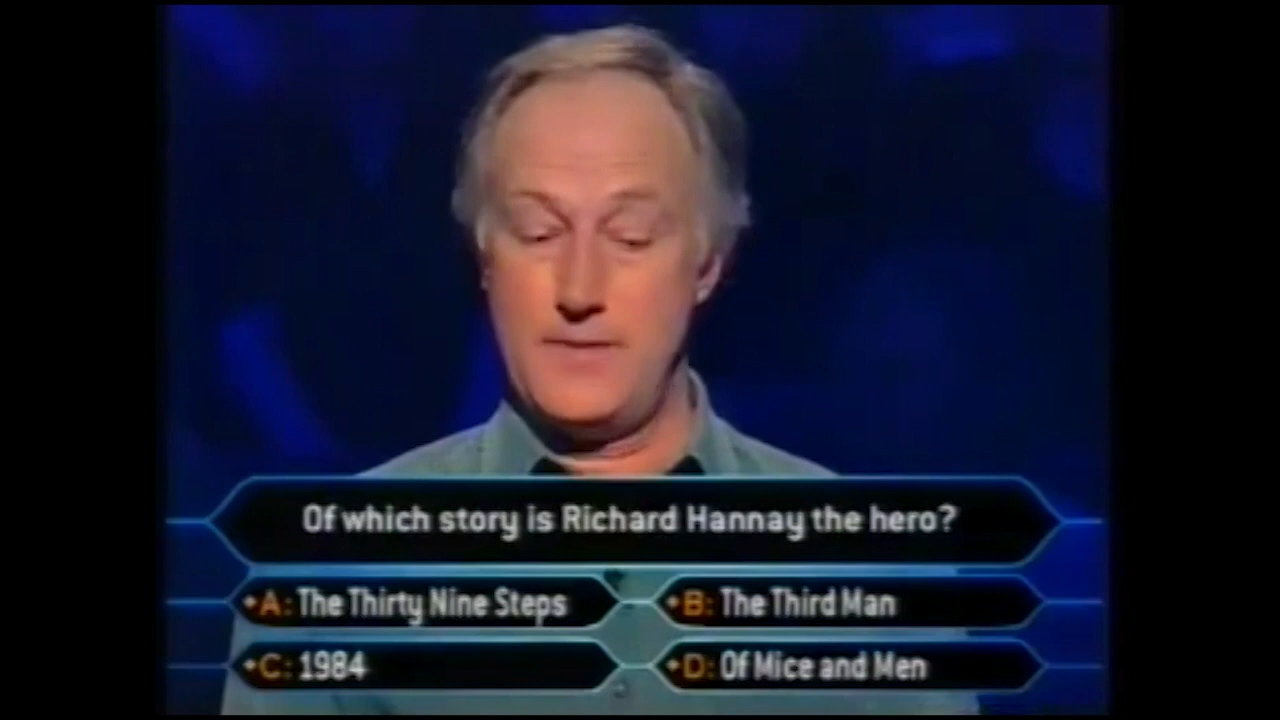 Of which story is Richard Hannay the hero?
A: The Thirty Nine Steps
B: The Third Man
C: 1984
D: Of Mice and Men